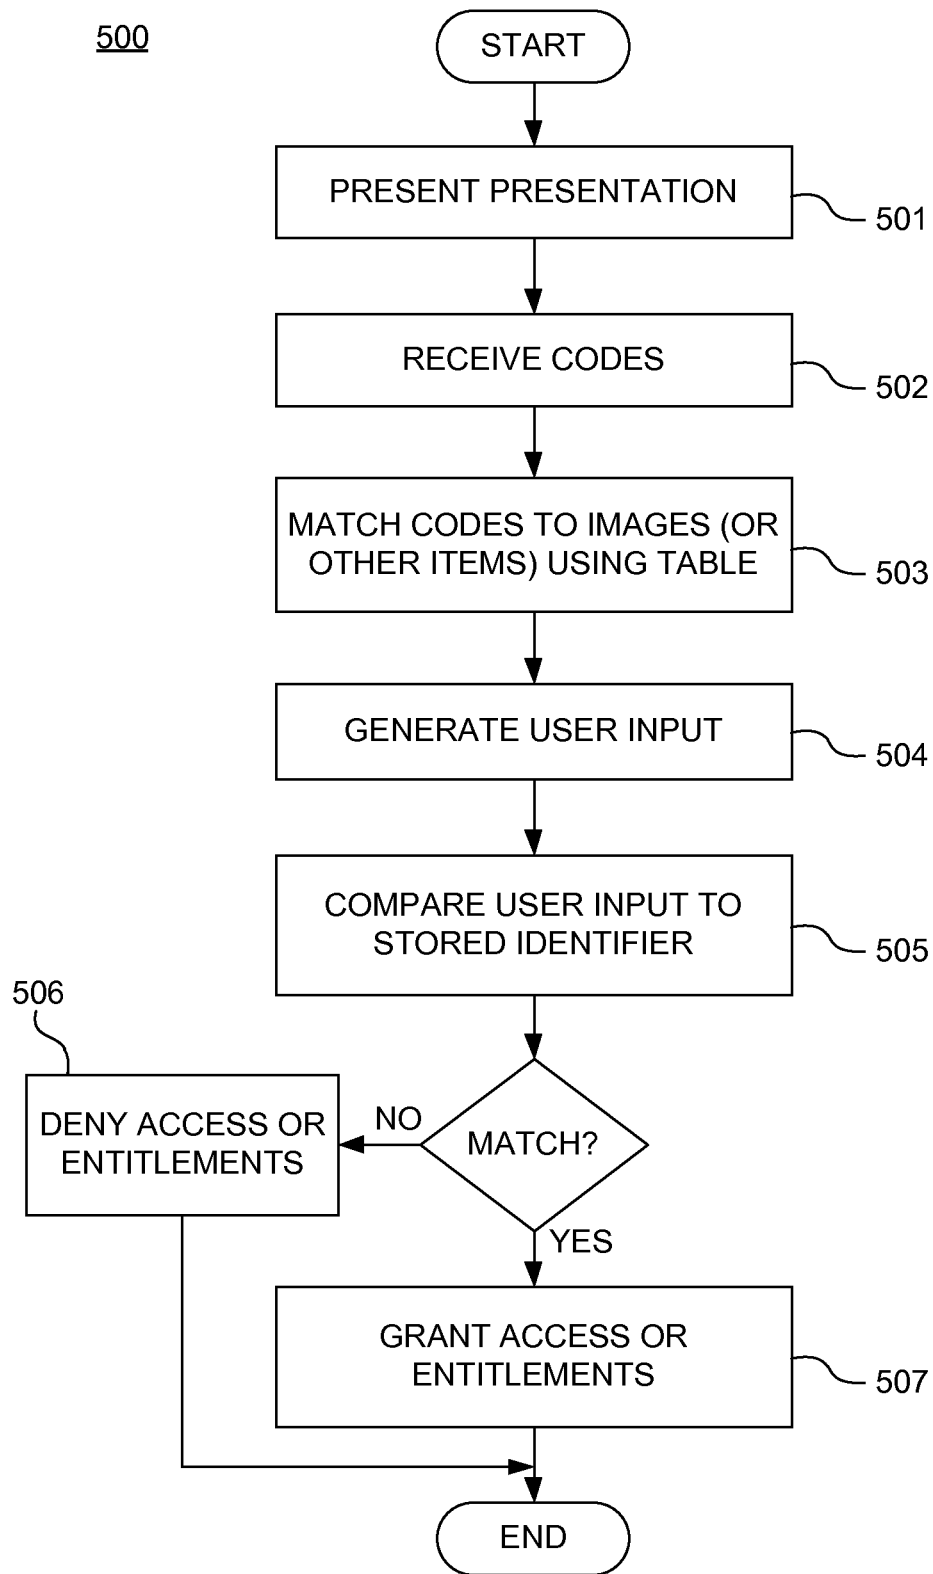 500
START
PRESENT PRESENTATION
501
RECEIVE CODES
502
MATCH CODES TO IMAGES (OR
OTHER ITEMS) USING TABLE
503
GENERATE USER INPUT
504
COMPARE USER INPUT TO
STORED IDENTIFIER
505
506
DENY ACCESS OR
ENTITLEMENTS
NO
MATCH?
YES
GRANT ACCESS OR
ENTITLEMENTS
507
END